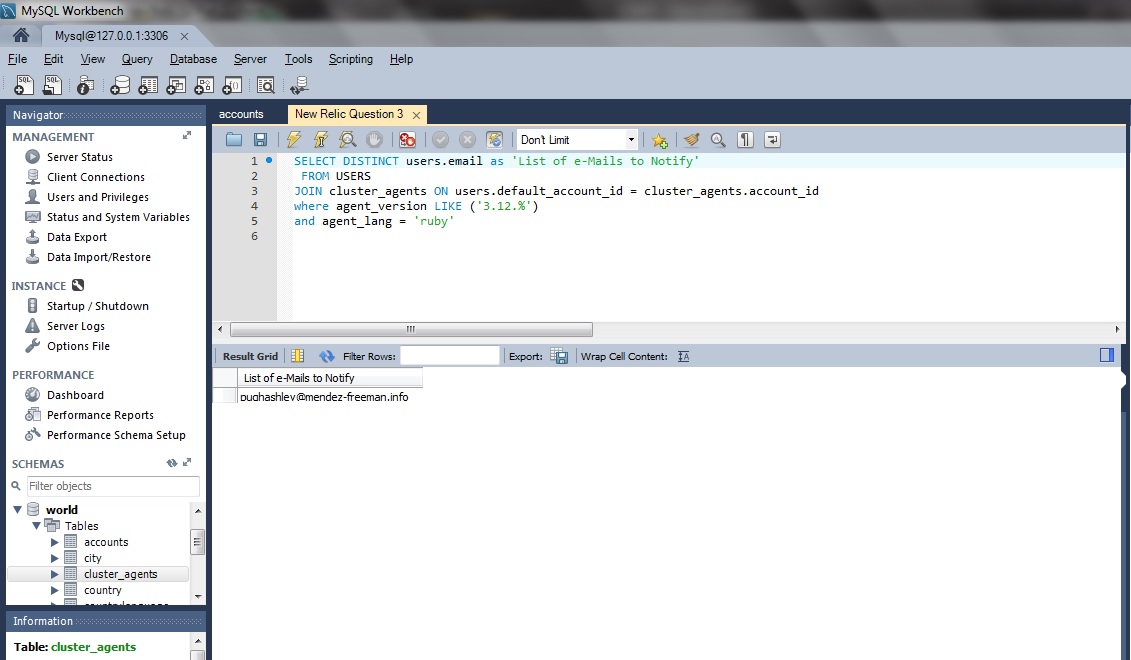 MySQL Workbench
Mysql@127.0.0.1:3306
File Edit View Query Database Server Tools Scripting Help
Navigator
MANAGEMENT
Server Status
Client Connections
Users and Privileges
Status and System Variables
Data Export
Data Import/Restore
INSTANCE
Startup / Shutdown
Server Logs
Options File
PERFORMANCE
Dashboard
Performance Reports
Performance Schema Setup
SCHEMAS
Filter objects
world
Tables
accounts
city
cluster_agents
country
countrylanguage
Information
Table: cluster_agents
accounts New Relic Question 3
Don't Limit
1 SELECT DISTINCT users.email as 'List of e-Mails to Notify'
2 FROM USERS
3 JOIN cluster_agents ON users.default_account_id = cluster_agents.account_id
4 where agent_version LIKE ('3.12.%')
5 and agent_lang = 'ruby'
6
Result Grid Filter Rows: Export: Wrap Cell Content:
List of e-Mails to Notify
pughashley@mendez-freeman.info